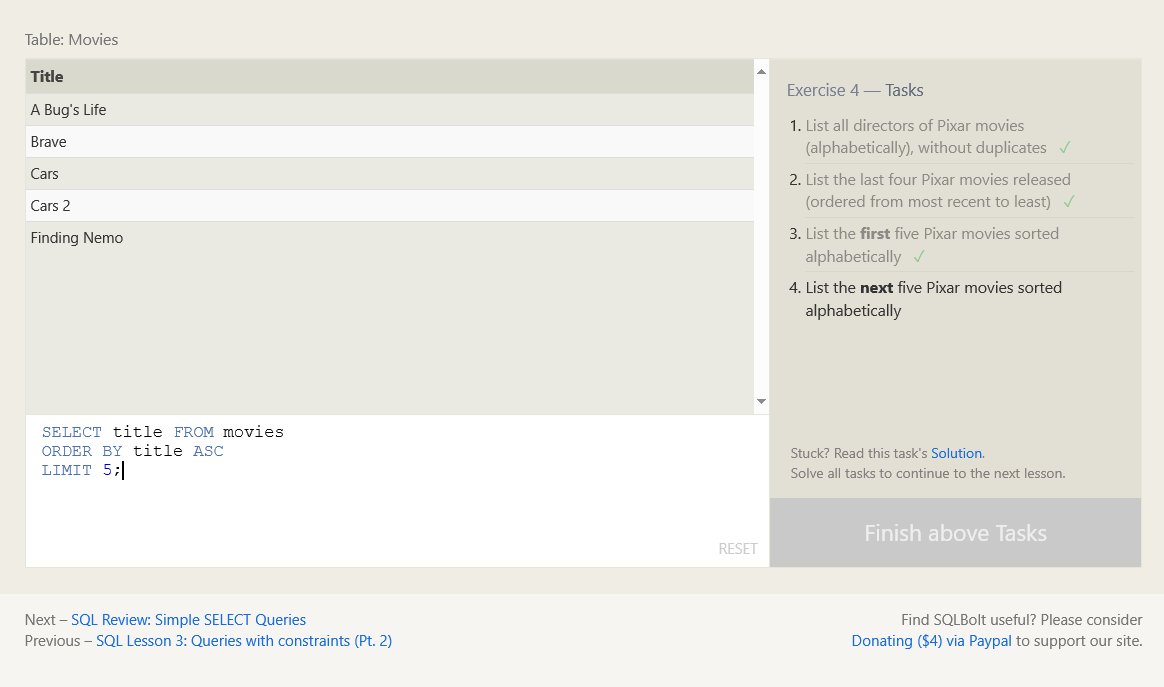 Table: Movies
Title
A Bug's Life
Brave
Cars
Cars 2
Finding Nemo
SELECT title FROM movies
ORDER BY title ASC
LIMIT 5;
RESET
Exercise 4 — Tasks
1. List all directors of Pixar movies
(alphabetically), without duplicates ✓
2. List the last four Pixar movies released
(ordered from most recent to least) ✓
3. List the first five Pixar movies sorted
alphabetically ✓
4. List the next five Pixar movies sorted
alphabetically
Stuck? Read this task's Solution.
Solve all tasks to continue to the next lesson.
Finish above Tasks
Next – SQL Review: Simple SELECT Queries
Previous – SQL Lesson 3: Queries with constraints (Pt. 2)
Find SQLBolt useful? Please consider
Donating ($4) via Paypal to support our site.